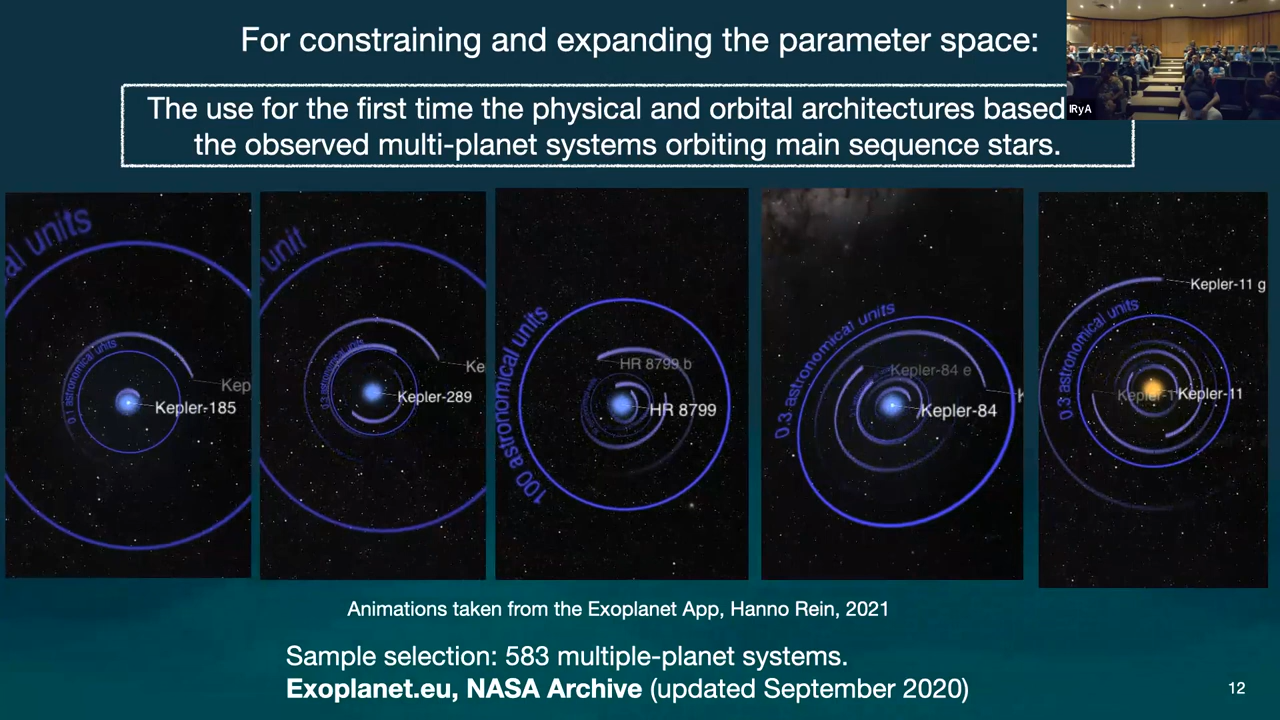 For constraining and expanding the parameter space:
IRyA
The use for the first time the physical and orbital architectures based
the observed multi-planet systems orbiting main sequence stars.
al units
0.1 astronomical units
Kep
Kepler-185
unit
Ke
Kepler-289
100 astronomical units
HR 8799 b
HR 8799
0.3 astronomical units
Kepler-84 e
K
Kepler-84
0.3 astronomical units
Kepler-11 g
Kepler-11
Animations taken from the Exoplanet App, Hanno Rein, 2021
Sample selection: 583 multiple-planet systems.
Exoplanet.eu, NASA Archive (updated September 2020)
12